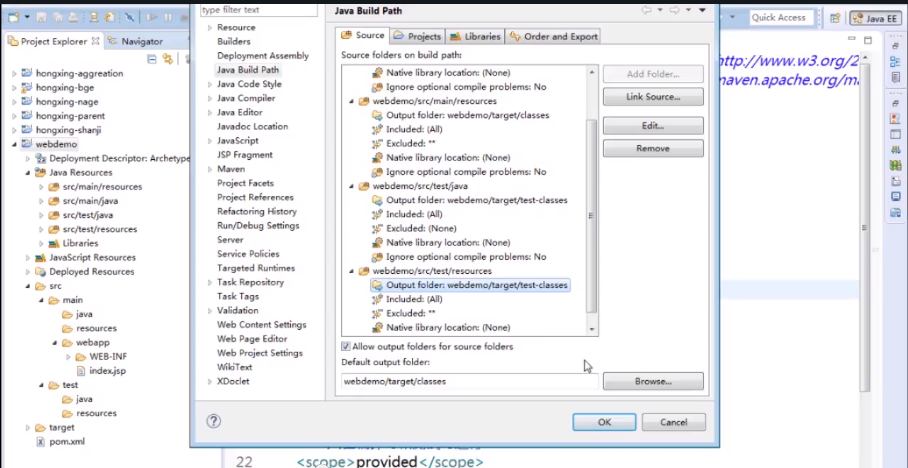 type filter text
Java Build Path
Quick Access
Java EE
Project Explorer
Navigator
hongxing-aggreation
hongxing-bge
hongxing-nage
hongxing-parent
hongxing-shanji
webdemo
Deployment Descriptor: Archetype
Java Resources
src/main/resources
src/main/java
src/test/java
src/test/resources
Libraries
JavaScript Resources
Deployed Resources
src
main
java
resources
webapp
WEB-INF
index.jsp
test
java
resources
target
pom.xml
Resource
Builders
Deployment Assembly
Java Build Path
Java Code Style
Java Compiler
Java Editor
Javadoc Location
JavaScript
JSP Fragment
Maven
Project Facets
Project References
Refactoring History
Run/Debug Settings
Server
Service Policies
Targeted Runtimes
Task Repository
Task Tags
Validation
Web Content Settings
Web Page Editor
Web Project Settings
WikiText
XDoclet
Source
Projects
Libraries
Order and Export
Source folders on build path:
Native library location: (None)
Ignore optional compile problems: No
webdemo/src/main/resources
Output folder: webdemo/target/classes
Included: (All)
Excluded: **
Native library location: (None)
Ignore optional compile problems: No
webdemo/src/test/java
Output folder: webdemo/target/test-classes
Included: (All)
Excluded: (None)
Native library location: (None)
Ignore optional compile problems: No
webdemo/src/test/resources
Output folder: webdemo/target/test-classes
Included: (All)
Excluded: **
Native library location: (None)
Add Folder...
Link Source...
Edit...
Remove
Allow output folders for source folders
Default output folder:
webdemo/target/classes
Browse...
OK
Cancel
http://www.w3.org/2
maven.apache.org/ma
22 <scope>provided</scope>